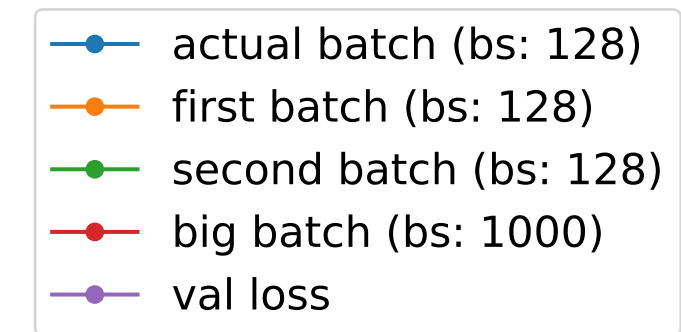 actual batch (bs: 128)
first batch (bs: 128)
second batch (bs: 128)
big batch (bs: 1000)
val loss